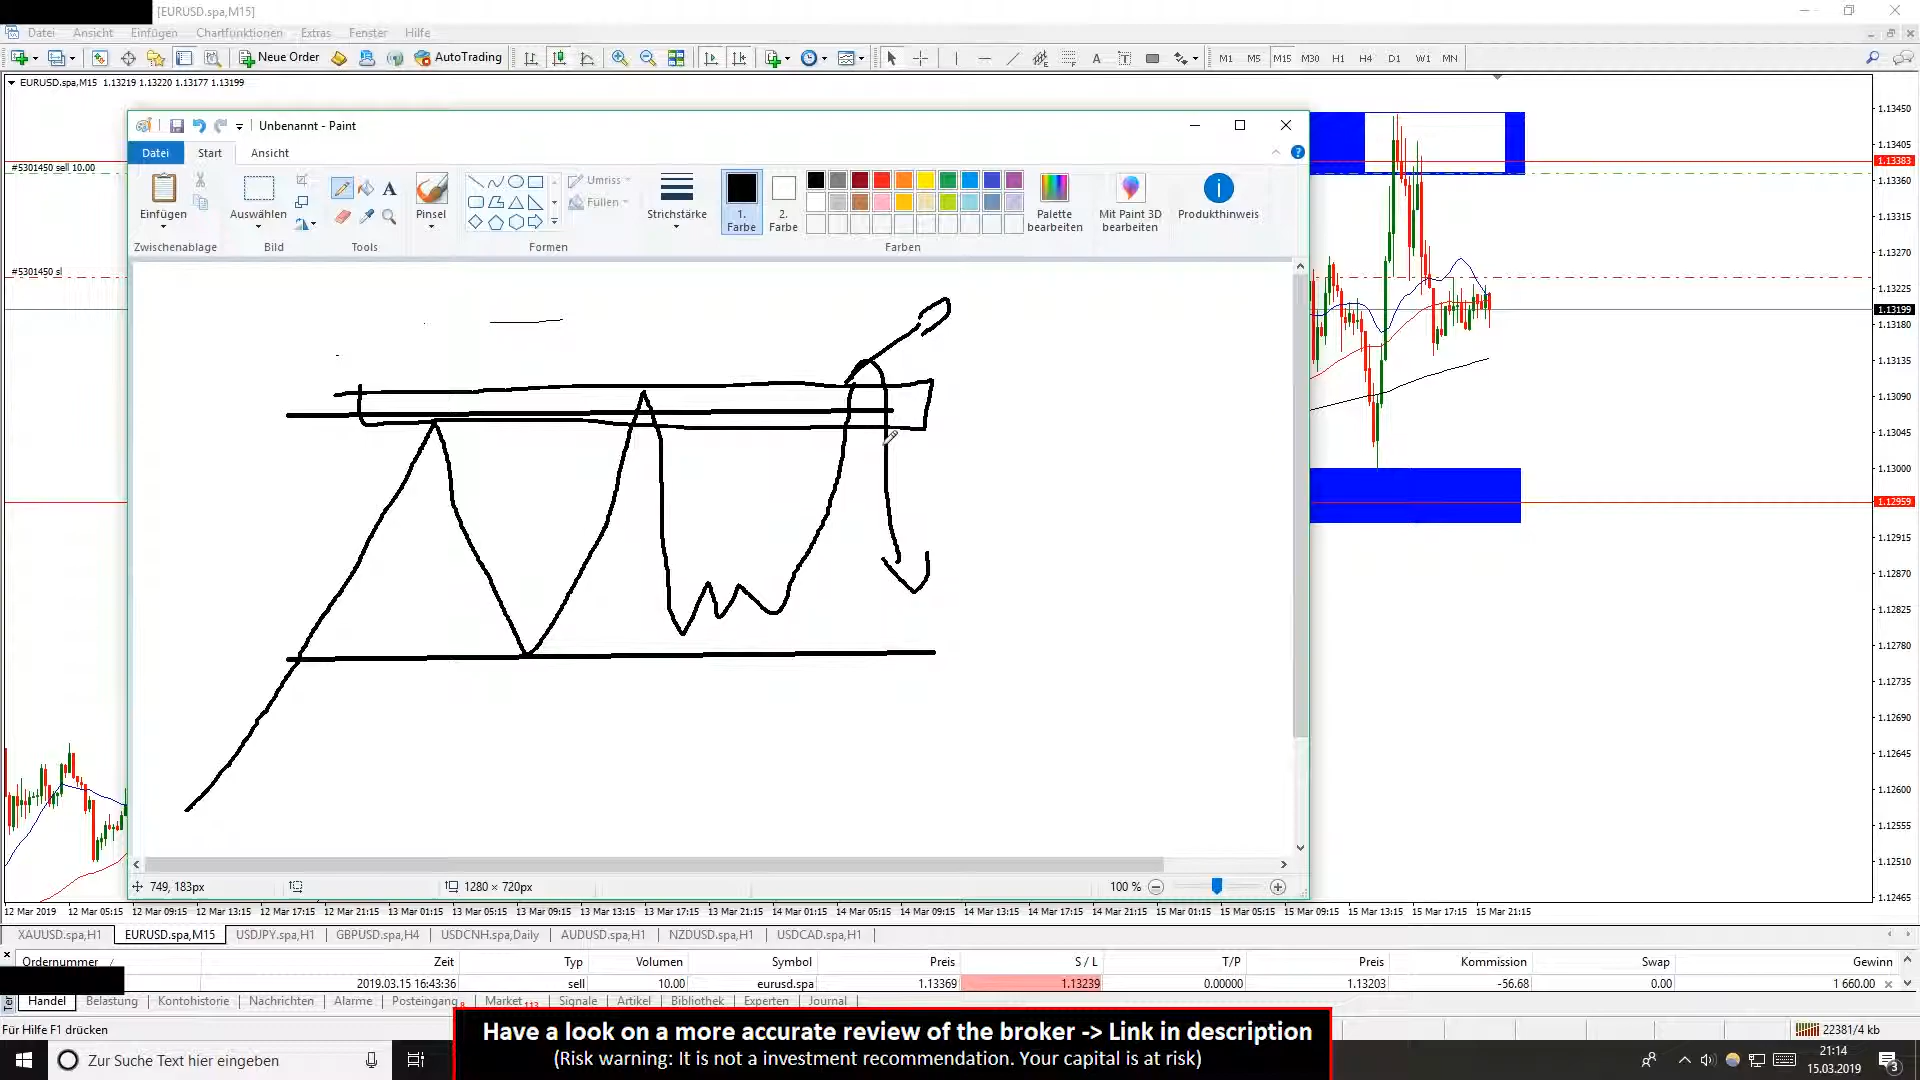 [EURUSD.spa,M15]
Datei Ansicht Einfügen Chartfunktionen Extras Fenster Hilfe
Neue Order AutoTrading M1 M5 M15 M30 H1 H4 D1 W1 MN
EURUSD.spa,M15 1.13219 1.13220 1.13177 1.13199
#5301450 sell 10.00
#5301450 sl
Unbenannt - Paint
Datei Start Ansicht
Einfügen Auswählen Pinsel Umriss Füllen Strichstärke 1. Farbe 2. Farbe Palette bearbeiten Mit Paint 3D bearbeiten Produkthinweis
Zwischenablage Bild Tools Formen Farben
1.13450
1.13405
1.13383
1.13360
1.13315
1.13270
1.13225
1.13199
1.13180
1.13135
1.13090
1.13045
1.13000
1.12959
1.12915
1.12870
1.12825
1.12780
1.12735
1.12690
1.12645
1.12600
1.12555
1.12510
1.12465
749, 183px 1280 × 720px 100 %
12 Mar 2019 12 Mar 05:15 12 Mar 09:15 12 Mar 13:15 12 Mar 17:15 12 Mar 21:15 13 Mar 01:15 13 Mar 05:15 13 Mar 09:15 13 Mar 13:15 13 Mar 17:15 13 Mar 21:15 14 Mar 01:15 14 Mar 05:15 14 Mar 09:15 14 Mar 13:15 14 Mar 17:15 14 Mar 21:15 15 Mar 01:15 15 Mar 05:15 15 Mar 09:15 15 Mar 13:15 15 Mar 17:15 15 Mar 21:15
XAUUSD.spa,H1 EURUSD.spa,M15 USDJPY.spa,H1 GBPUSD.spa,H4 USDCNH.spa,Daily AUDUSD.spa,H1 NZDUSD.spa,H1 USDCAD.spa,H1
Ordernummer Zeit Typ Volumen Symbol Preis S / L T/P Preis Kommission Swap Gewinn
2019.03.15 16:43:36 sell 10.00 eurusd.spa 1.13369 1.13239 0.00000 1.13203 -56.68 0.00 1 660.00
Handel Belastung Kontohistorie Nachrichten Alarme Posteingang 8 Market 113 Signale Artikel Bibliothek Experten Journal
Für Hilfe F1 drücken 22381/4 kb
Have a look on a more accurate review of the broker -> Link in description
(Risk warning: It is not a investment recommendation. Your capital is at risk)
Zur Suche Text hier eingeben
21:14
15.03.2019
3